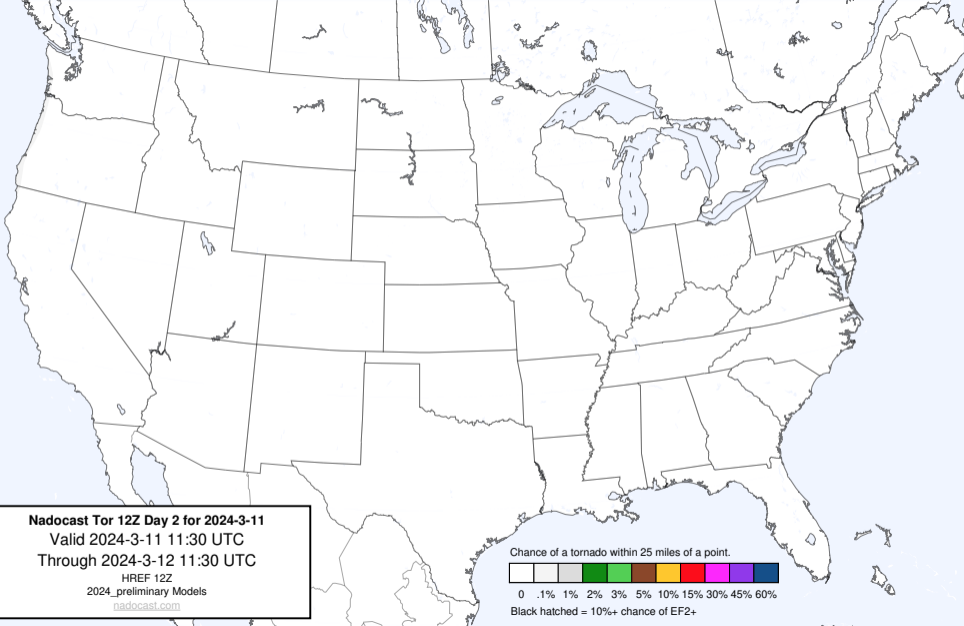 Nadocast Tor 12Z Day 2 for 2024-3-11
Valid 2024-3-11 11:30 UTC
Through 2024-3-12 11:30 UTC
HREF 12Z
2024_preliminary Models
nadocast.com
Chance of a tornado within 25 miles of a point.
0 .1% 1% 2% 3% 5% 10% 15% 30% 45% 60%
Black hatched = 10%+ chance of EF2+